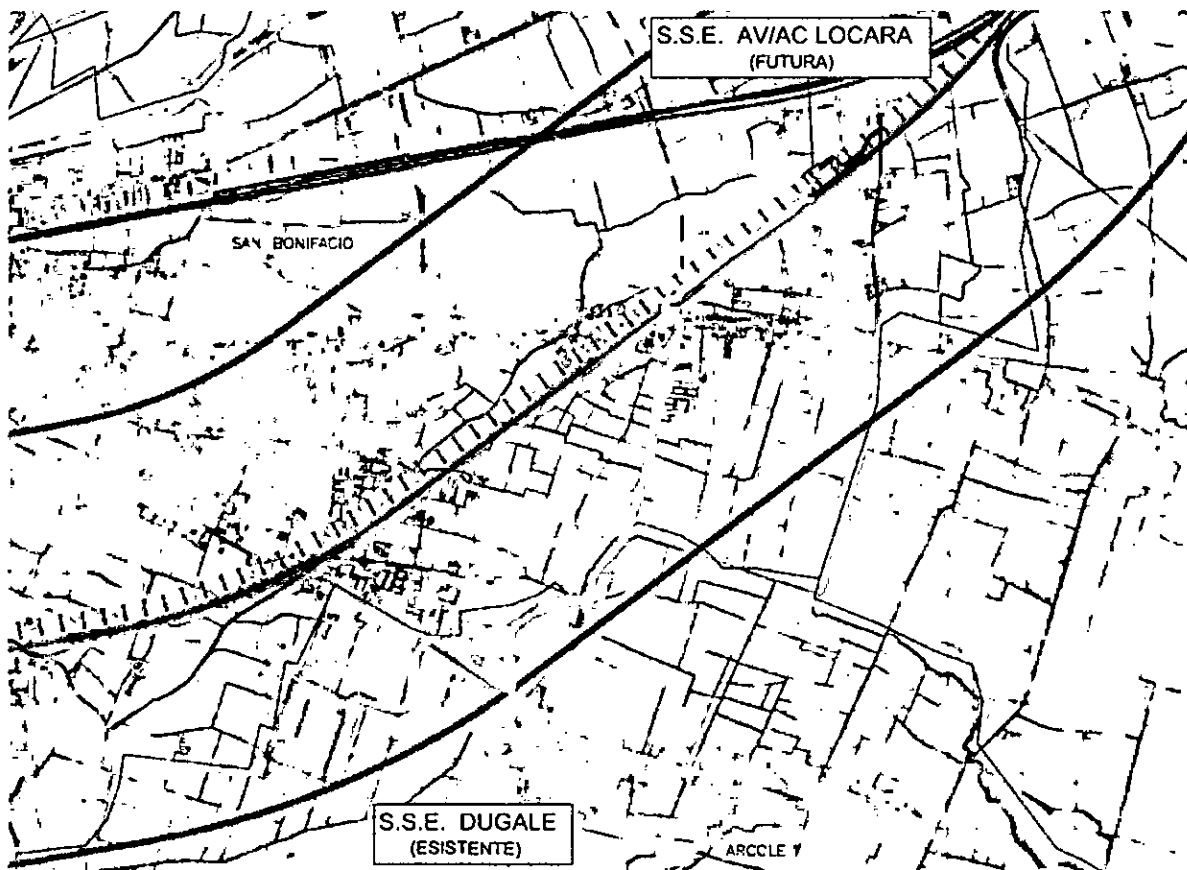 S.S.E. AV/AC LOCARA
(FUTURA)
SAN BONIFACIO
S.S.E. DUGALE
(ESISTENTE)
ARCOLE